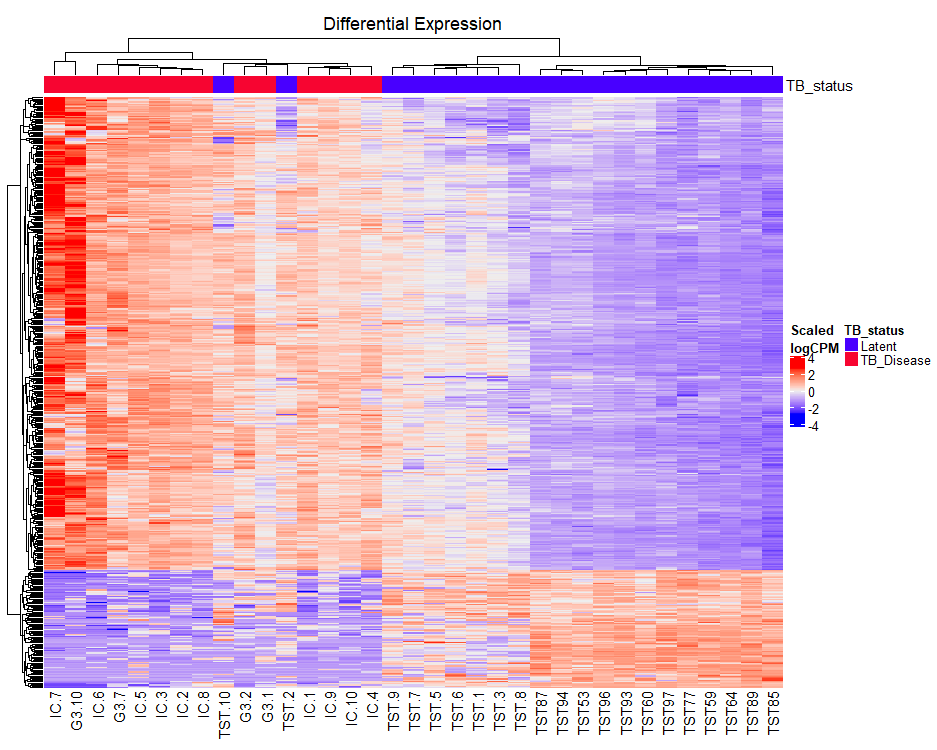 Differential Expression
TB_status
Scaled
logCPM
4
2
0
-2
-4
TB_status
Latent
TB_Disease
IC.7
G3.10
IC.6
G3.7
IC.5
IC.3
IC.2
IC.8
TST.10
G3.2
G3.1
TST.2
IC.1
IC.9
IC.10
IC.4
TST.9
TST.7
TST.5
TST.6
TST.1
TST.3
TST.8
TST87
TST94
TST53
TST96
TST93
TST60
TST97
TST77
TST59
TST64
TST89
TST85